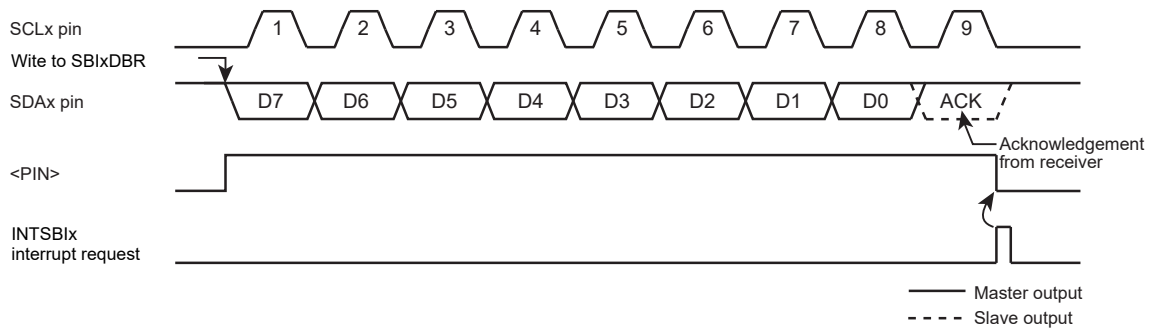 SCLx pin
1 2 3 4 5 6 7 8 9
Wite to SBIxDBR
SDAx pin
D7 D6 D5 D4 D3 D2 D1 D0 ACK
Acknowledgement
from receiver
<PIN>
INTSBIx
interrupt request
Master output
Slave output